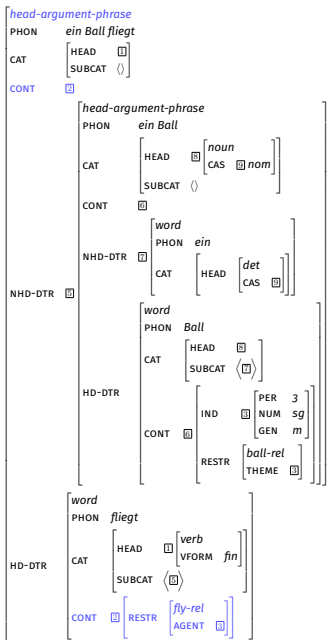 head-argument-phrase
PHON ein Ball fliegt
CAT
HEAD 1
SUBCAT ⟨⟩
CONT 2
NHD-DTR 5
head-argument-phrase
PHON ein Ball
CAT
HEAD 8
noun
CAS 9 nom
SUBCAT ⟨⟩
CONT 6
NHD-DTR 7
word
PHON ein
CAT
HEAD
det
CAS 9
HD-DTR
word
PHON Ball
CAT
HEAD 8
SUBCAT ⟨7⟩
CONT 6
IND 3
PER 3
NUM sg
GEN m
RESTR
ball-rel
THEME 3
HD-DTR
word
PHON fliegt
CAT
HEAD 1
verb
VFORM fin
SUBCAT ⟨5⟩
CONT 2
RESTR
fly-rel
AGENT 3